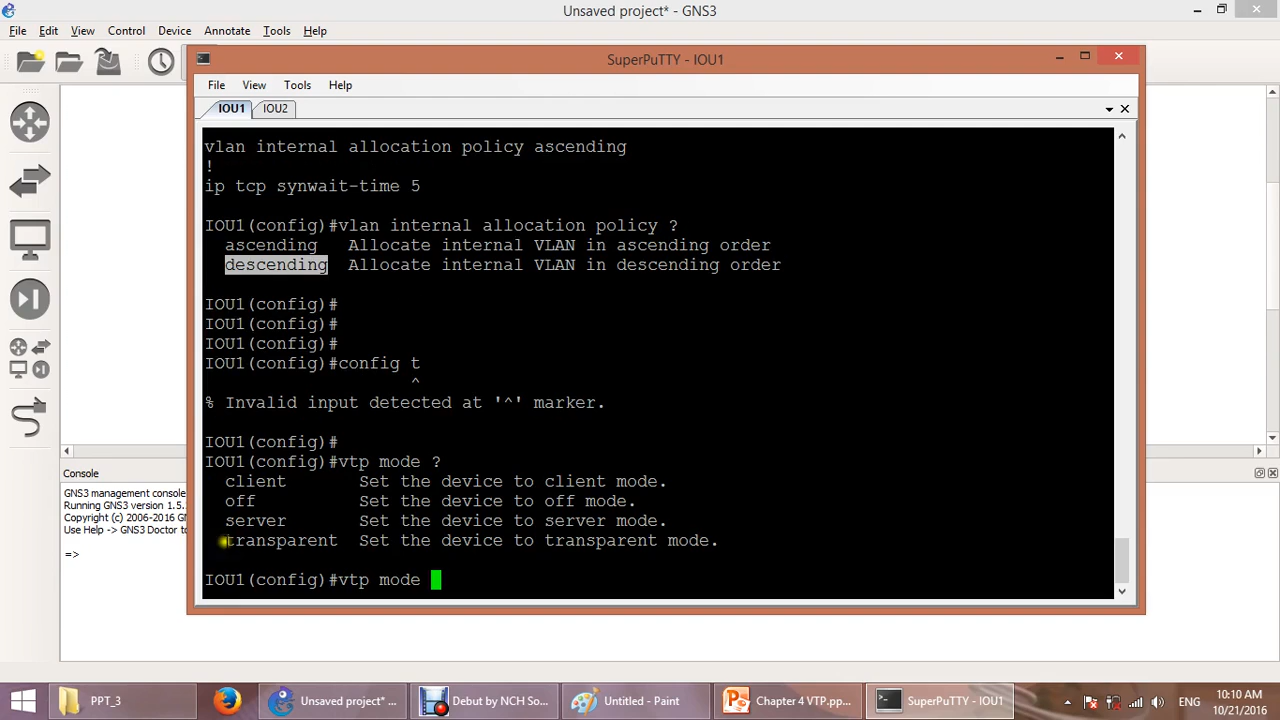 Unsaved project* - GNS3
File Edit View Control Device Annotate Tools Help
SuperPuTTY - IOU1
File View Tools Help
IOU1 IOU2
vlan internal allocation policy ascending
!
ip tcp synwait-time 5
IOU1(config)#vlan internal allocation policy ?
ascending Allocate internal VLAN in ascending order
descending Allocate internal VLAN in descending order
IOU1(config)#
IOU1(config)#
IOU1(config)#
IOU1(config)#config t
^
% Invalid input detected at '^' marker.
IOU1(config)#
IOU1(config)#vtp mode ?
client Set the device to client mode.
off Set the device to off mode.
server Set the device to server mode.
transparent Set the device to transparent mode.
IOU1(config)#vtp mode
Console
GNS3 management console
Running GNS3 version 1.5.
Copyright (c) 2006-2016 GN
Use Help -> GNS3 Doctor to
=>
PPT_3
Unsaved project*...
Debut by NCH So...
Untitled - Paint
Chapter 4 VTP.pp...
SuperPuTTY - IOU1
ENG
10:10 AM
10/21/2016